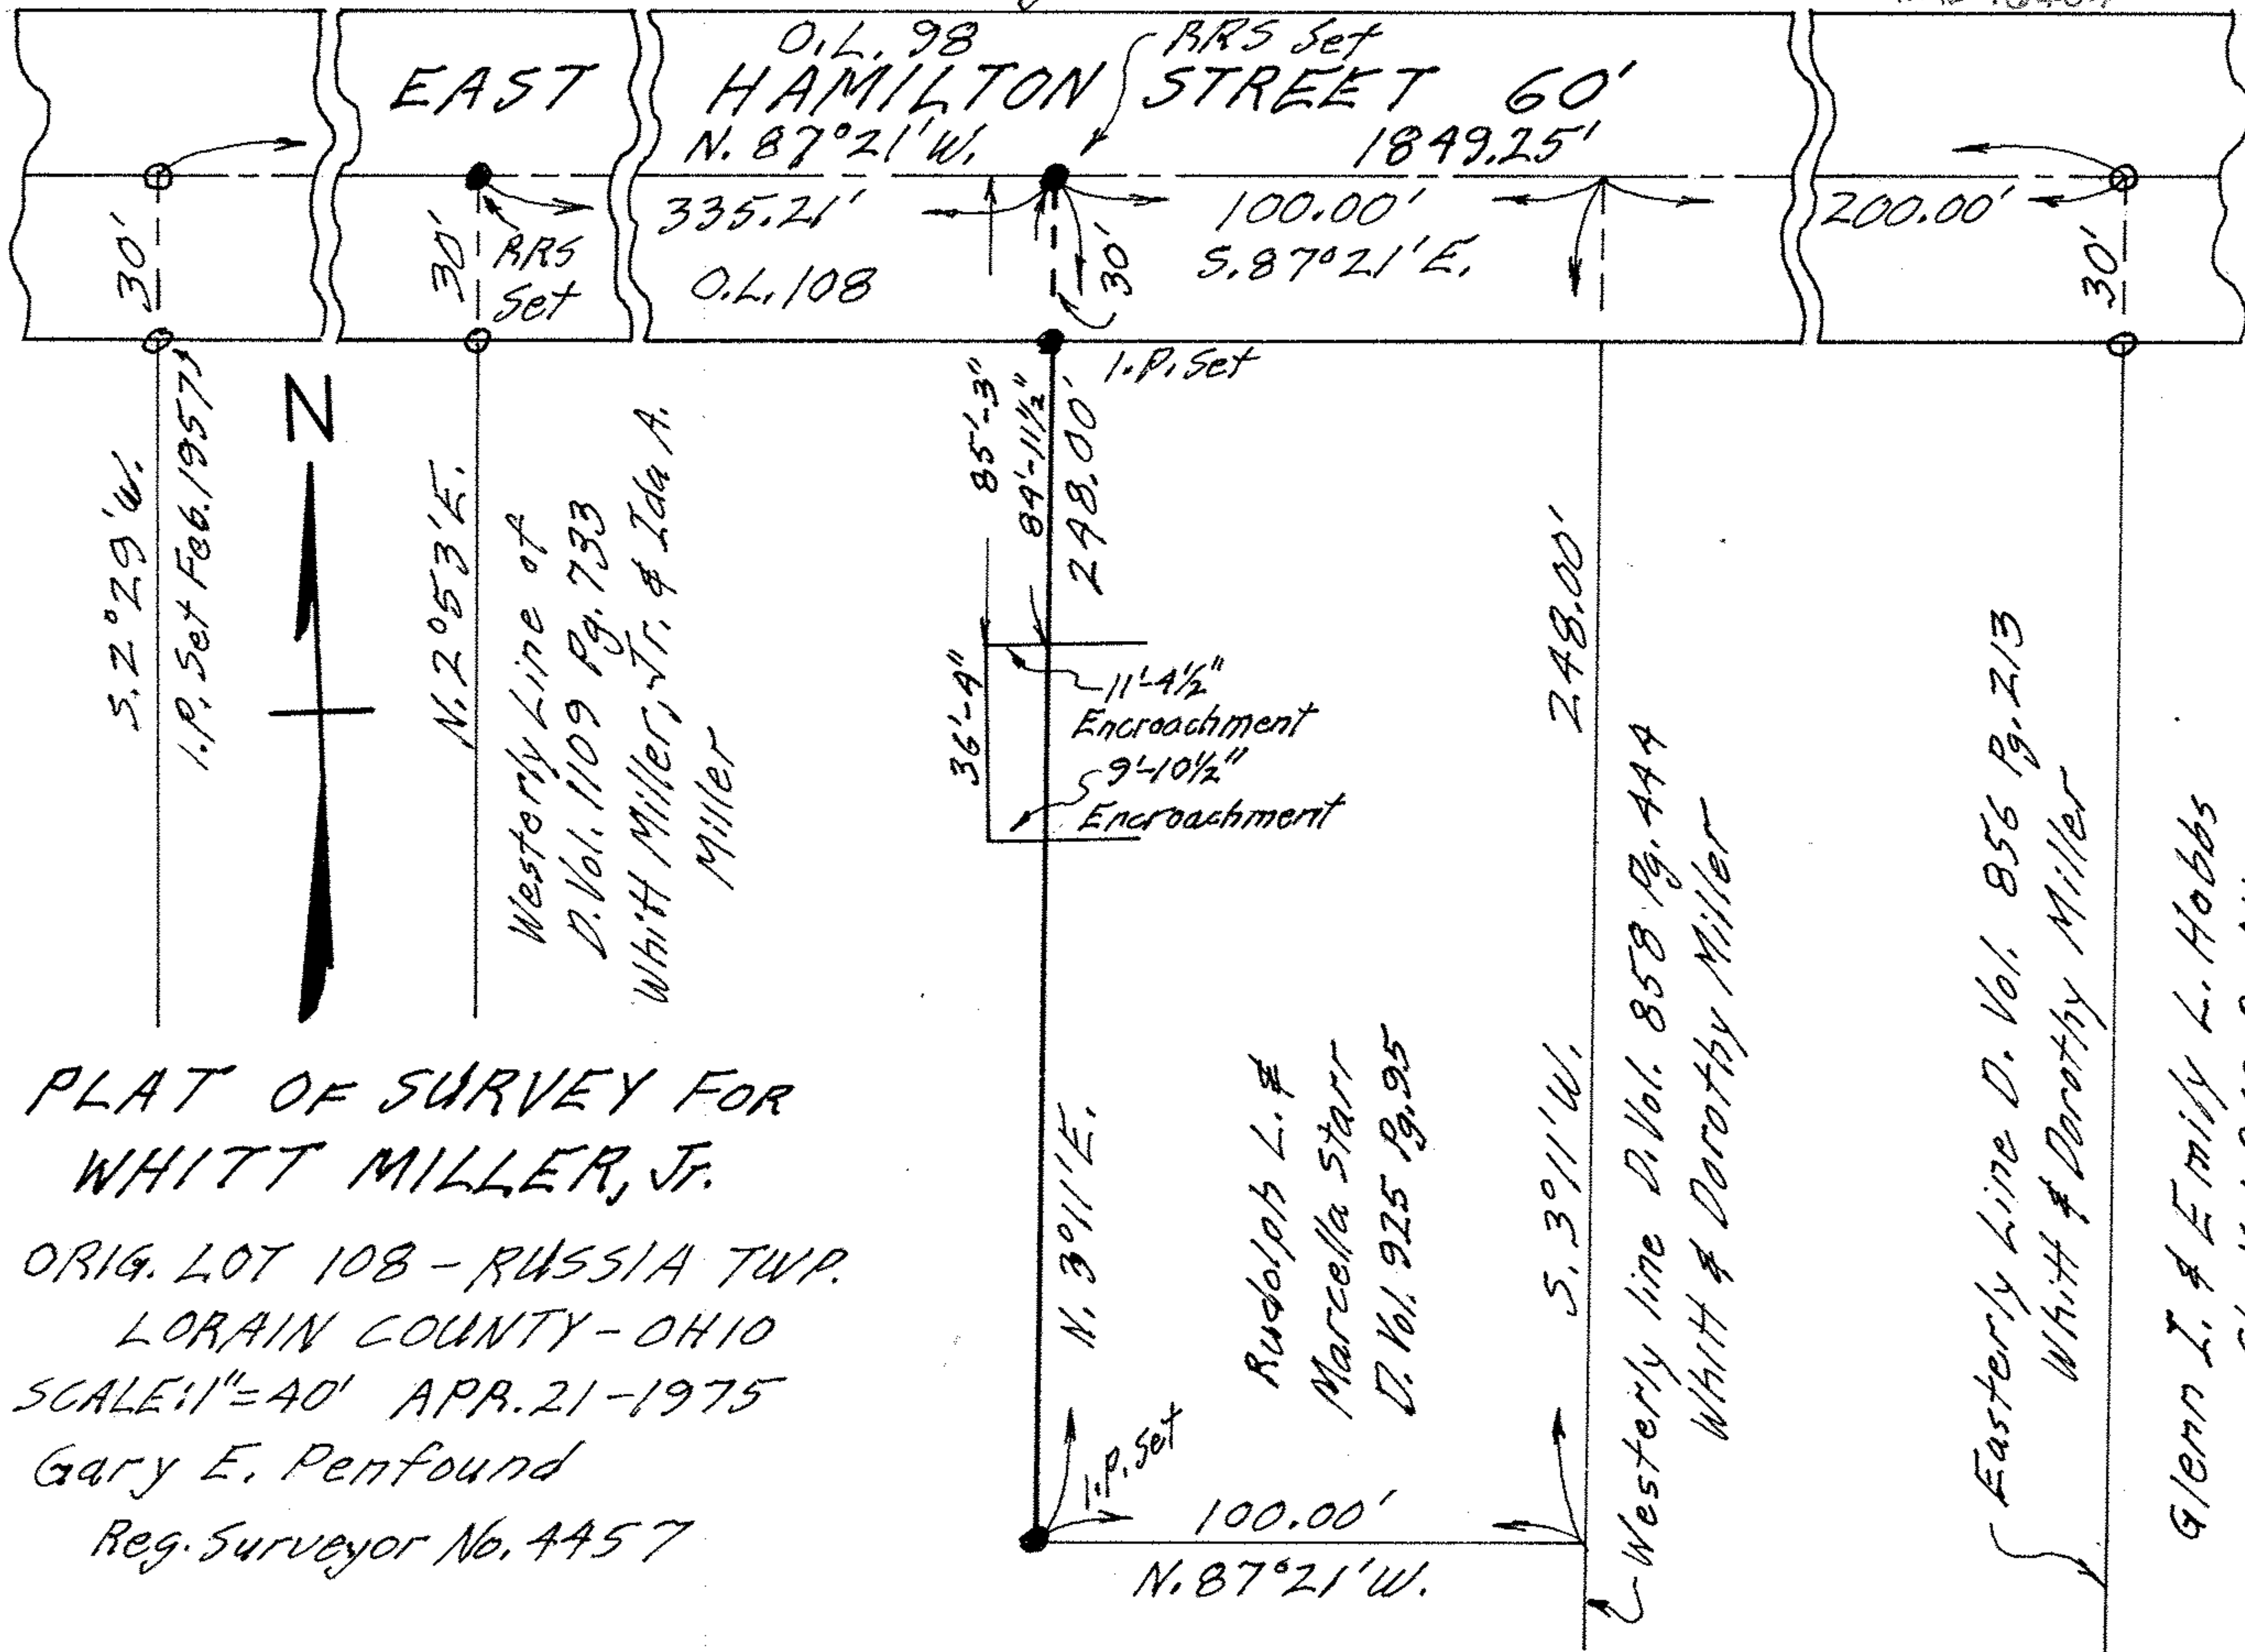 O.L. 98
RRS Set
EAST HAMILTON STREET 60'
N. 87°21'W.
1849.25'
335.21'
100.00'
200.00'
S. 87°21'E.
30'
30'
RRS
Set
O.L. 108
30'
30'
I.P. Set
S. 2°29'W.
I.P. Set Feb. 1957
N
N. 2°53'E.
Westerly Line of
D. Vol. 1109 Pg. 733
Whitt Miller, Jr. & Ida A.
Miller
85'-3"
84'-11½"
248.00'
36'-4"
11'-4½"
Encroachment
9'-10½"
Encroachment
N. 3°11'E.
Rudolph L. &
Marcella Starr
D. Vol. 925 Pg. 95
248.00'
S. 3°11'W.
Westerly line D. Vol. 858 Pg. 444
Whitt & Dorothy Miller
Easterly Line D. Vol. 856 Pg. 213
Whitt & Dorothy Miller
Glenn I. & Emily L. Hobbs
I.P. Set
100.00'
N. 87°21'W.
PLAT OF SURVEY FOR
WHITT MILLER, Jr.
ORIG. LOT 108 - RUSSIA TWP.
LORAIN COUNTY - OHIO
SCALE: 1"=40' APR. 21-1975
Gary E. Penfound
Reg. Surveyor No. 4457